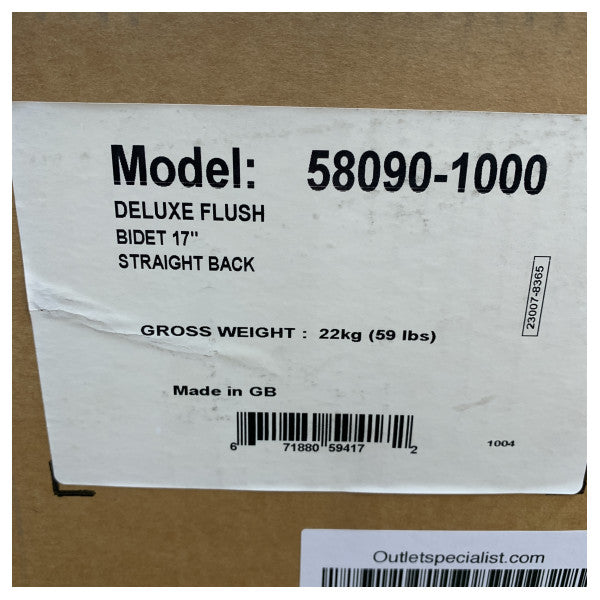 Model: 58090-1000
DELUXE FLUSH
BIDET 17"
STRAIGHT BACK
23007-8365
GROSS WEIGHT : 22kg (59 lbs)
Made in GB
6 71880 59417 2
1004
Outletspecialist.com